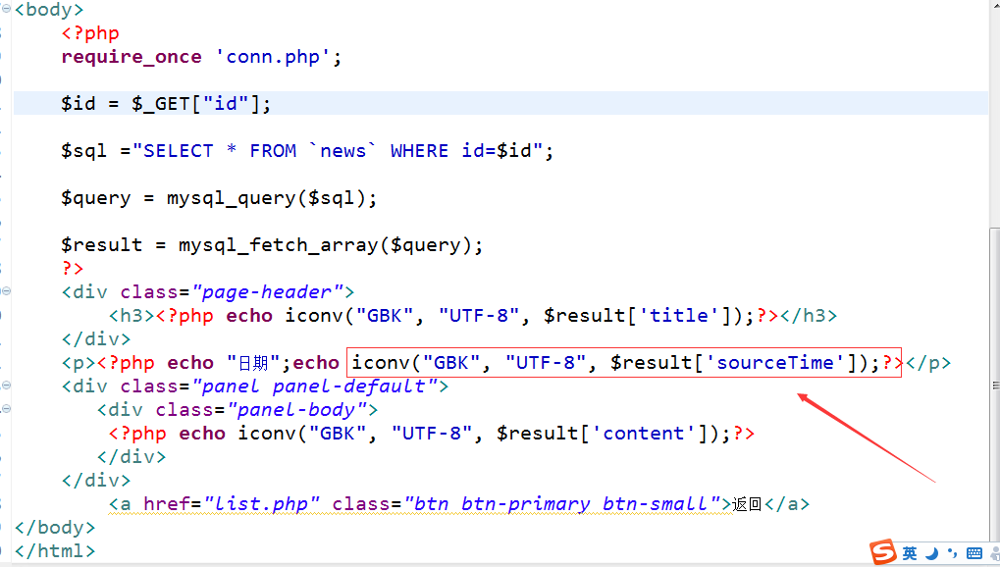 <body>
<?php
require_once 'conn.php';
$id = $_GET["id"];
$sql ="SELECT * FROM `news` WHERE id=$id";
$query = mysql_query($sql);
$result = mysql_fetch_array($query);
?>
<div class="page-header">
<h3><?php echo iconv("GBK", "UTF-8", $result['title']);?></h3>
</div>
<p><?php echo "日期";echo iconv("GBK", "UTF-8", $result['sourceTime']);?></p>
<div class="panel panel-default">
<div class="panel-body">
<?php echo iconv("GBK", "UTF-8", $result['content']);?>
</div>
</div>
<a href="list.php" class="btn btn-primary btn-small">返回</a>
</body>
</html>
S 英